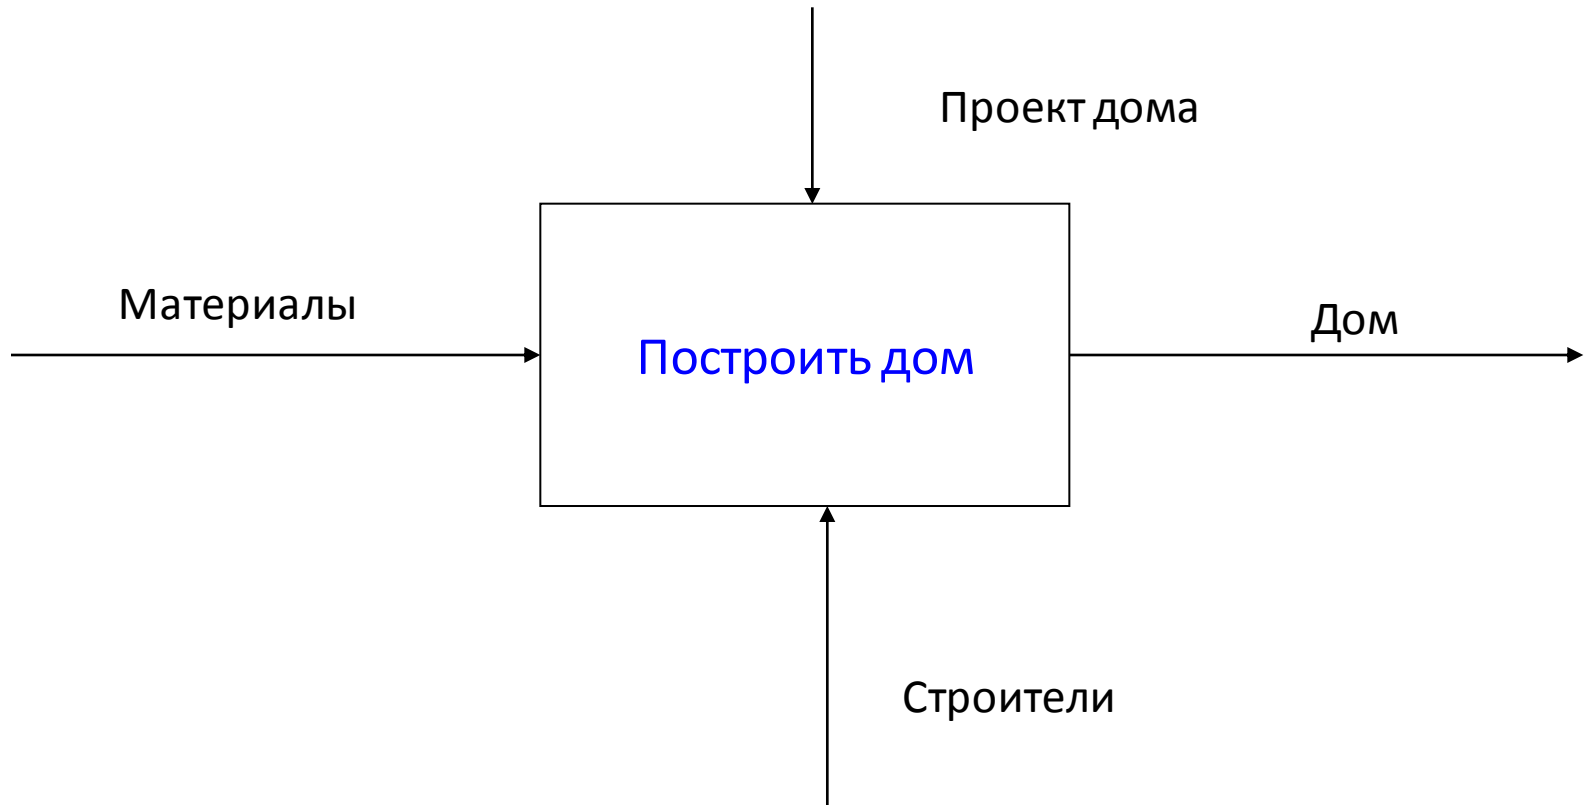 Проект дома
Материалы
Дом
Построить дом
Строители